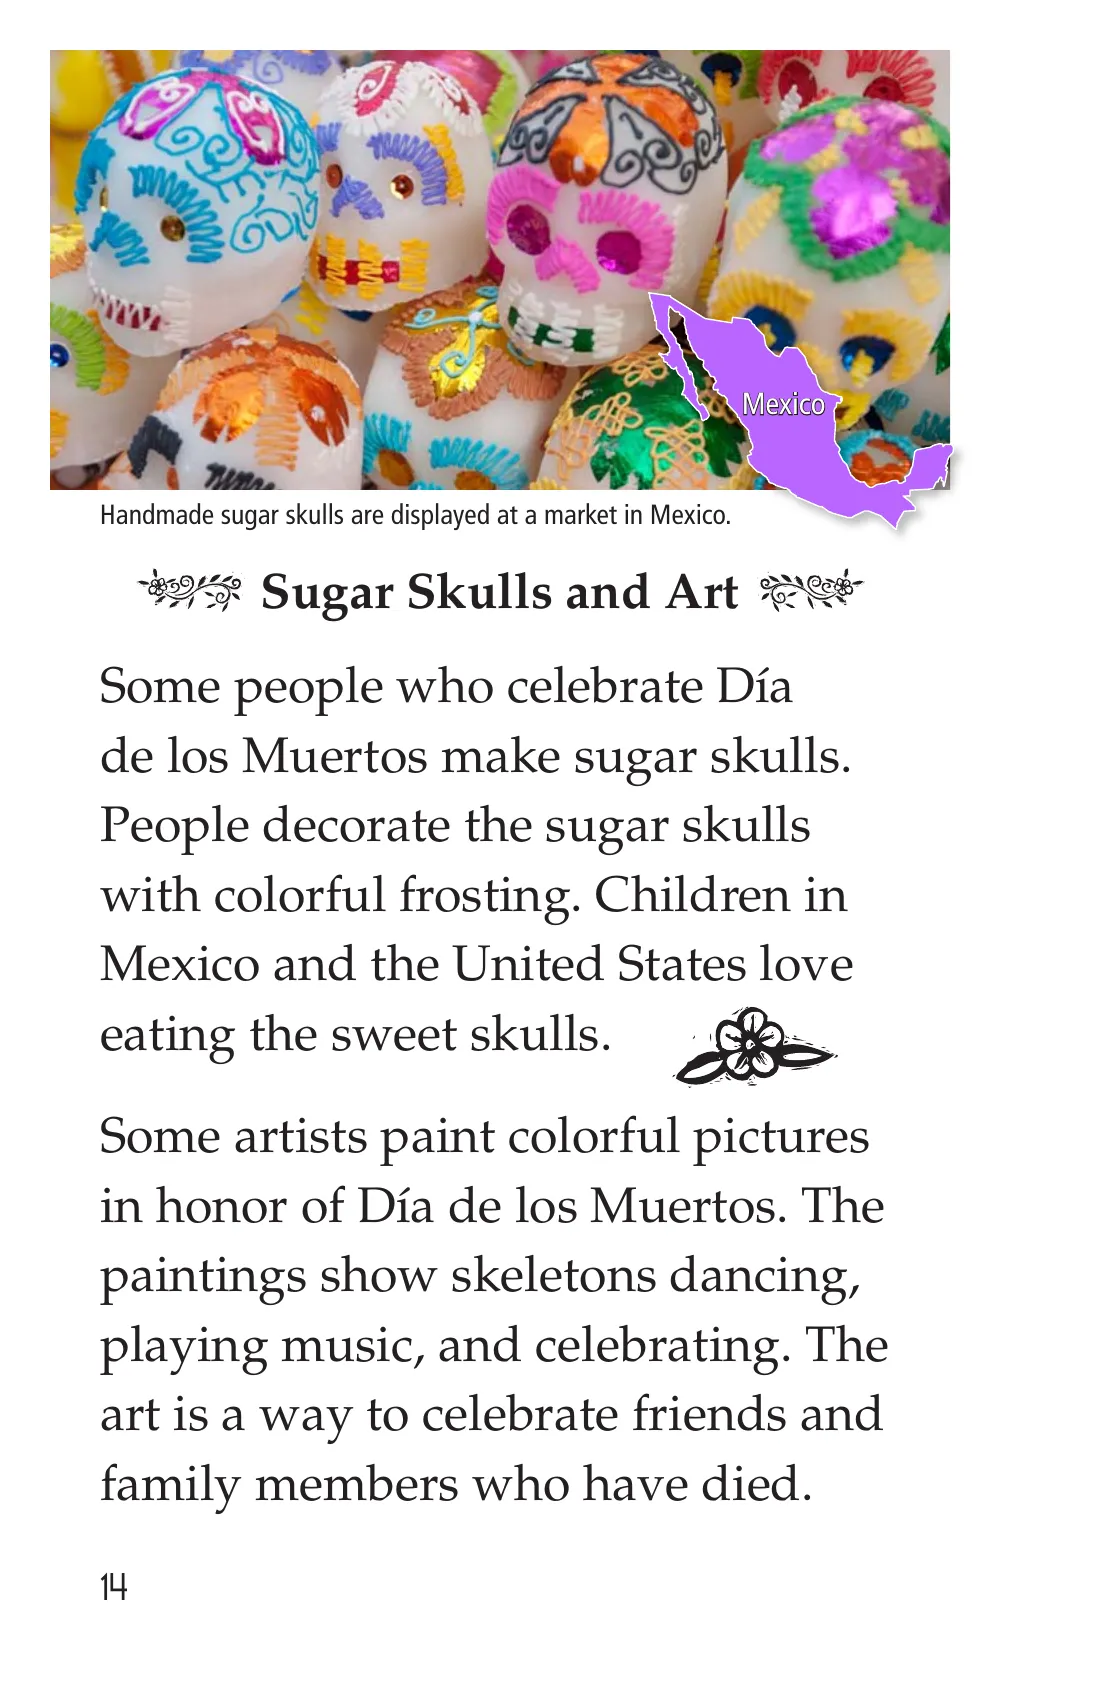 Mexico
Handmade sugar skulls are displayed at a market in Mexico.
Sugar Skulls and Art
Some people who celebrate Día
de los Muertos make sugar skulls.
People decorate the sugar skulls
with colorful frosting. Children in
Mexico and the United States love
eating the sweet skulls.
Some artists paint colorful pictures
in honor of Día de los Muertos. The
paintings show skeletons dancing,
playing music, and celebrating. The
art is a way to celebrate friends and
family members who have died.
14